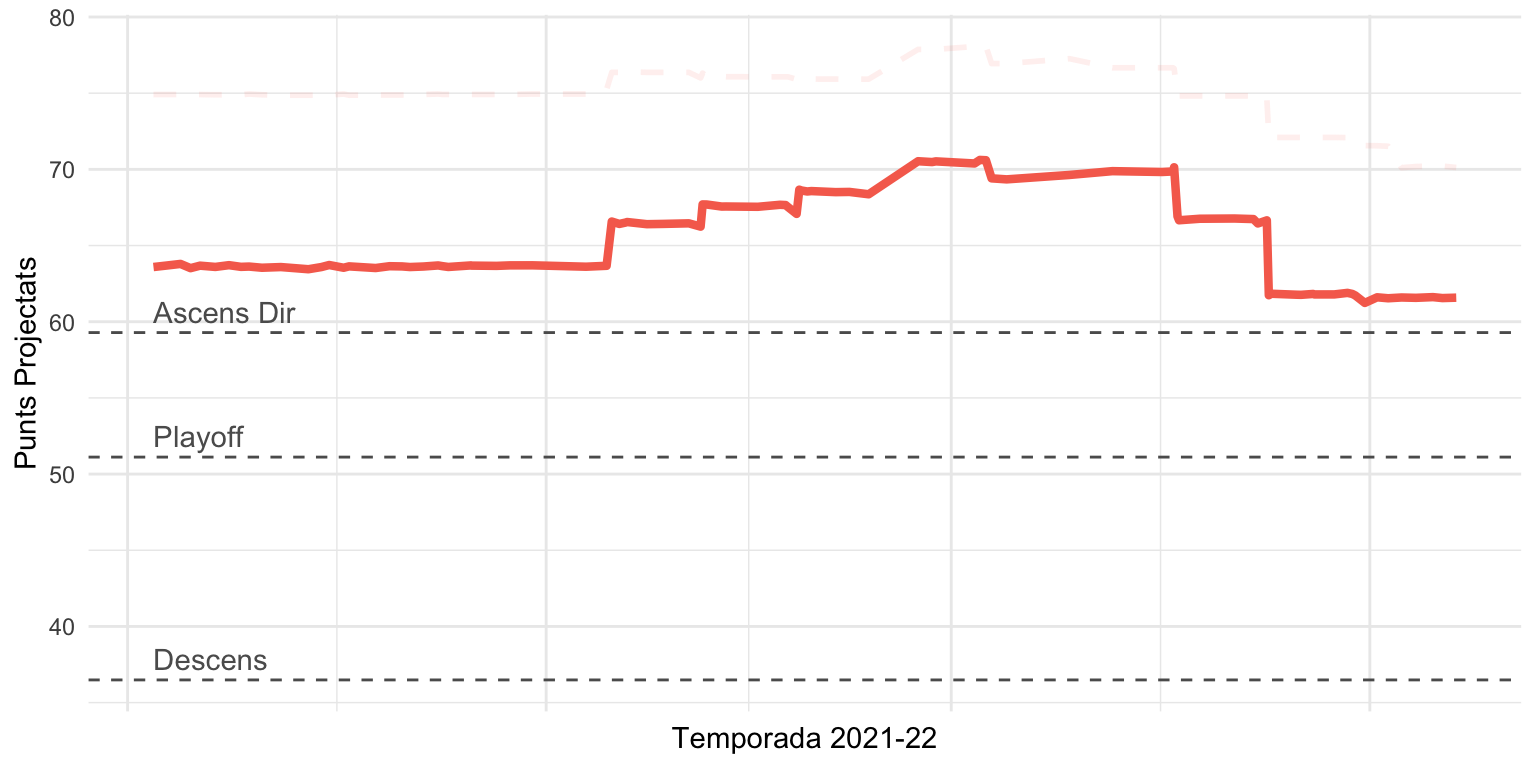 80
70
60
50
40
Punts Projectats
Ascens Dir
Playoff
Descens
Temporada 2021-22